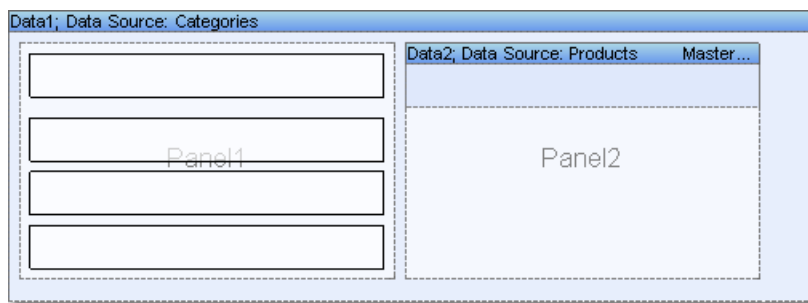 Data1; Data Source: Categories
Data2; Data Source: Products Master...
Panel1
Panel2